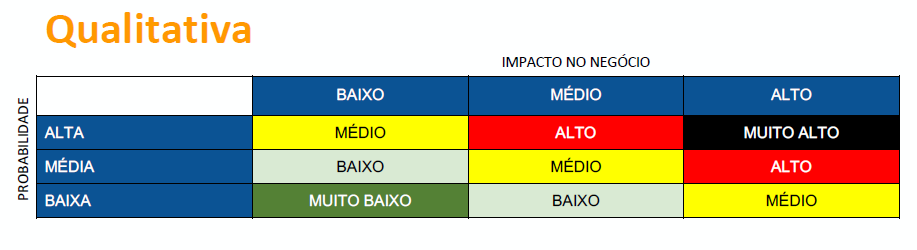 Qualitativa
IMPACTO NO NEGÓCIO
PROBABILIDADE
BAIXO MÉDIO ALTO
ALTA MÉDIO ALTO MUITO ALTO
MÉDIA BAIXO MÉDIO ALTO
BAIXA MUITO BAIXO BAIXO MÉDIO